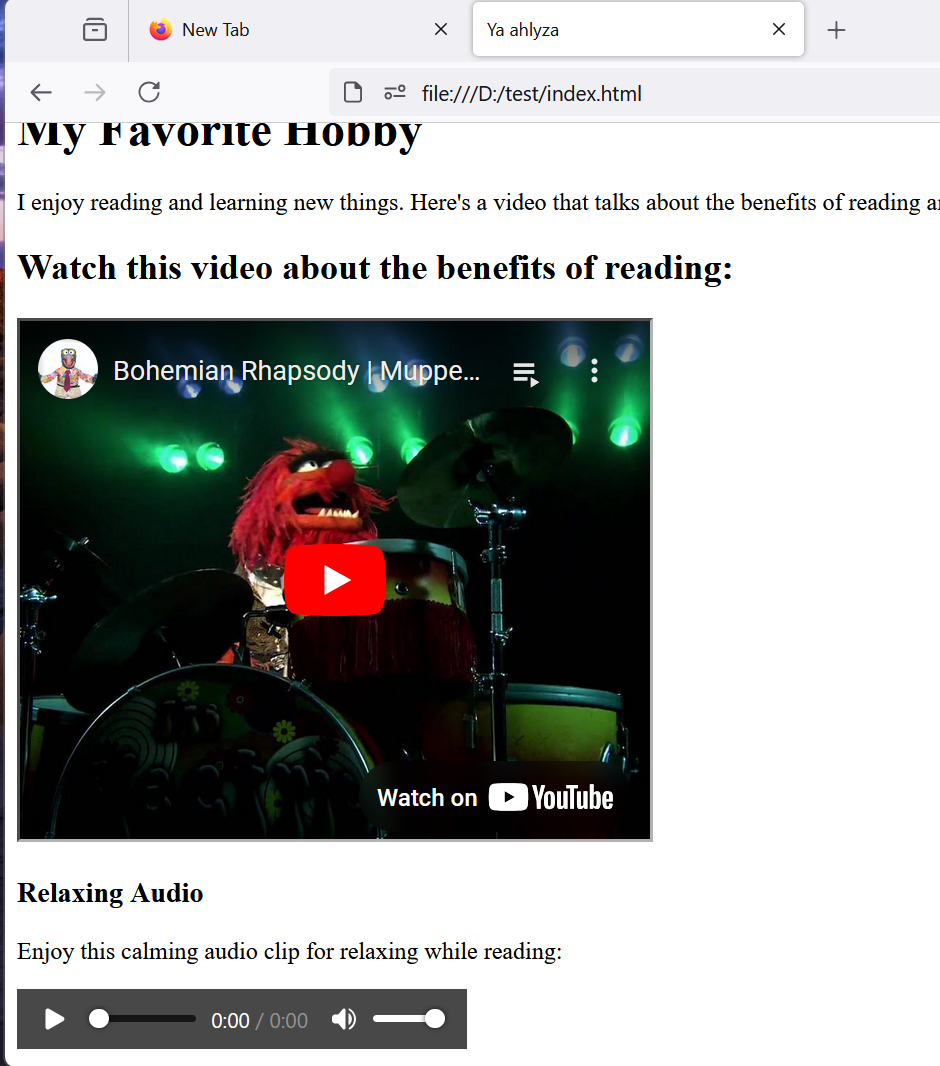 New Tab
Ya ahlyza
file:///D:/test/index.html
My Favorite Hobby
I enjoy reading and learning new things. Here's a video that talks about the benefits of reading
Watch this video about the benefits of reading:
Bohemian Rhapsody | Muppe...
Watch on YouTube
Relaxing Audio
Enjoy this calming audio clip for relaxing while reading:
0:00 / 0:00